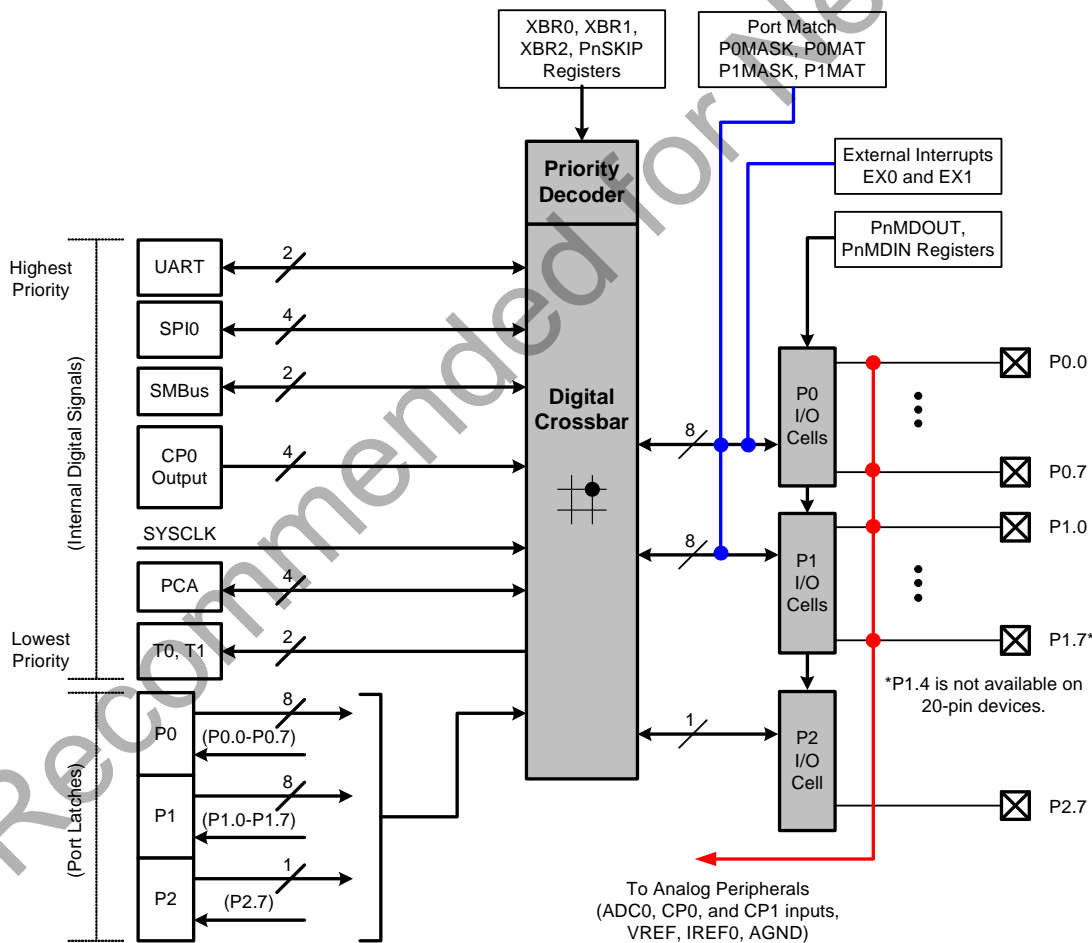 XBR0, XBR1,
XBR2, PnSKIP
Registers
Port Match
P0MASK, P0MAT
P1MASK, P1MAT
External Interrupts
EX0 and EX1
PnMDOUT,
PnMDIN Registers
Priority
Decoder
Digital
Crossbar
Highest
Priority
(Internal Digital Signals)
Lowest
Priority
UART
2
SPI0
4
SMBus
2
CP0
Output
4
SYSCLK
PCA
4
T0, T1
2
(Port Latches)
P0
8
(P0.0-P0.7)
P1
8
(P1.0-P1.7)
P2
1
(P2.7)
8
8
1
P0
I/O
Cells
P1
I/O
Cells
P2
I/O
Cell
P0.0
P0.7
P1.0
P1.7*
*P1.4 is not available on
20-pin devices.
P2.7
To Analog Peripherals
(ADC0, CP0, and CP1 inputs,
VREF, IREF0, AGND)
Recommended for